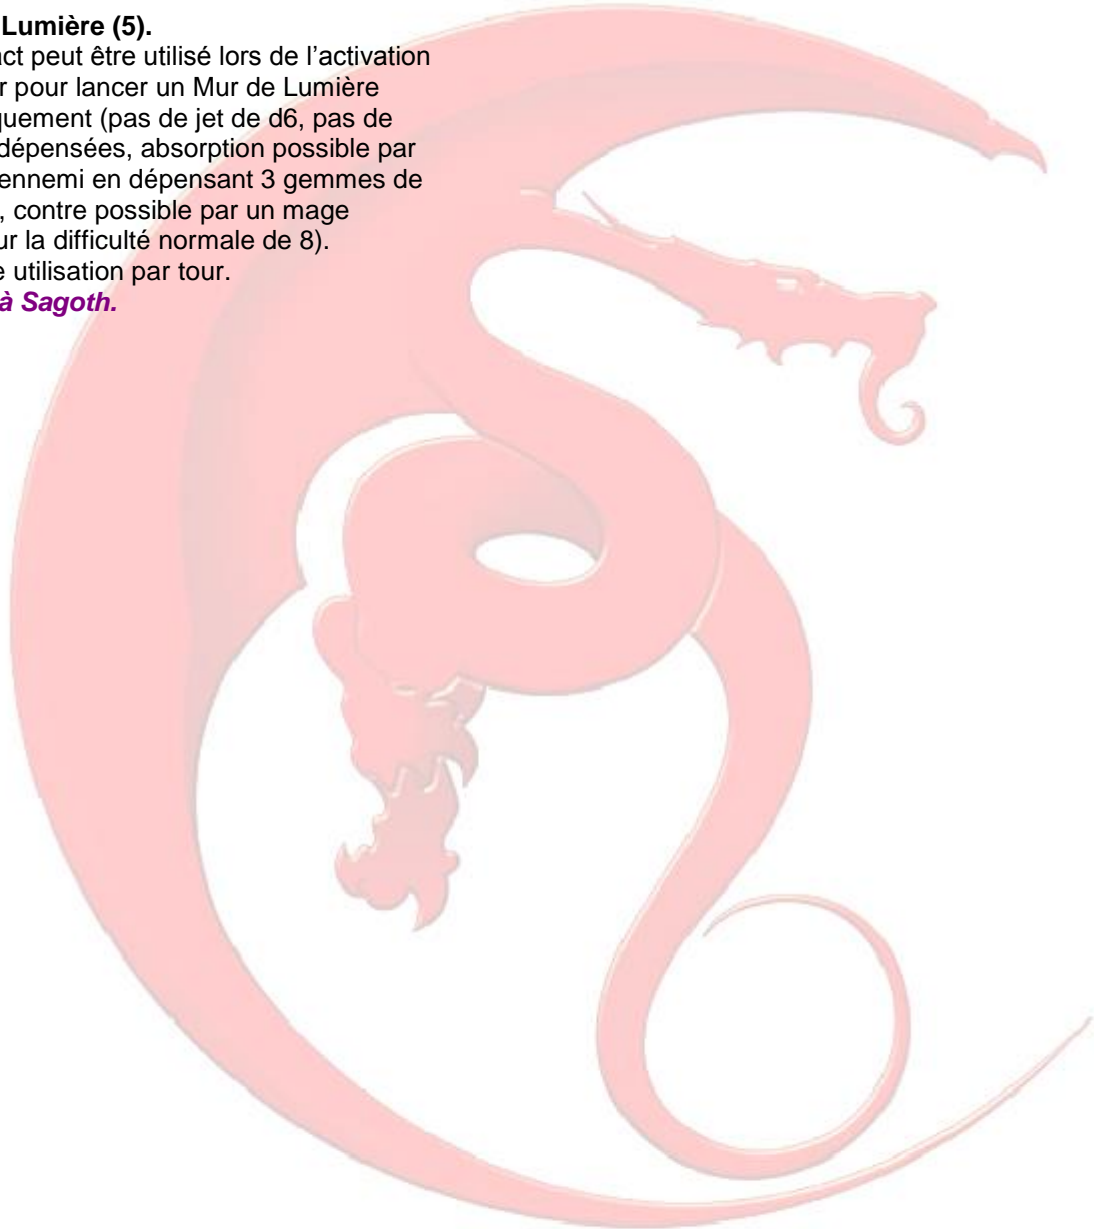 Lumière (5).
act peut être utilisé lors de l’activation
r pour lancer un Mur de Lumière
quement (pas de jet de d6, pas de
dépensées, absorption possible par
ennemi en dépensant 3 gemmes de
, contre possible par un mage
ur la difficulté normale de 8).
e utilisation par tour.
à Sagoth.